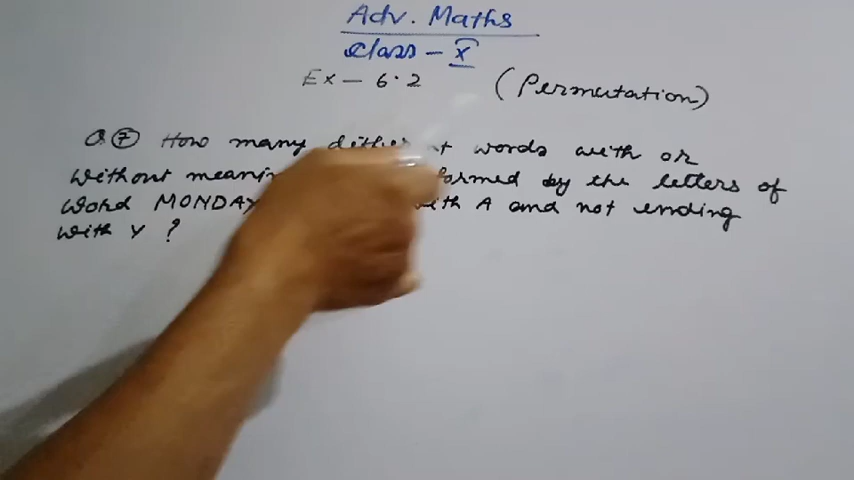 Adv. Maths
Class - X
Ex - 6.2 (Permutation)
Q. 7 How many words with or
without formed by the letters of
word MONDAY with A and not ending
with Y ?